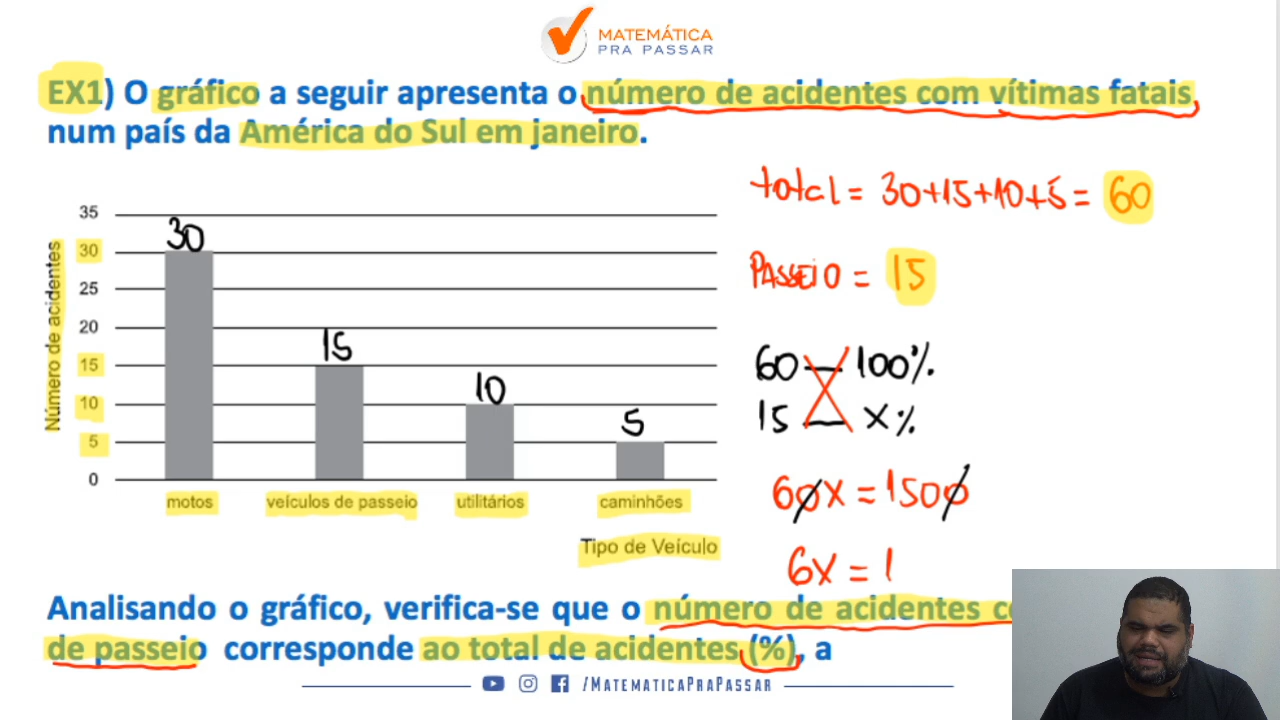 MATEMÁTICA
PRA PASSAR
EX1) O gráfico a seguir apresenta o número de acidentes com vítimas fatais
num país da América do Sul em janeiro.
Número de acidentes
35
30
25
20
15
10
5
0
30
15
10
5
motos
veículos de passeio
utilitários
caminhões
Tipo de Veículo
total = 30+15+10+5 = 60
PASSEIO = 15
60 — 100%
15 — X%
60X = 1500
6X = 1
Analisando o gráfico, verifica-se que o número de acidentes
de passeio corresponde ao total de acidentes (%), a
/MATEMATICAPRAPASSAR